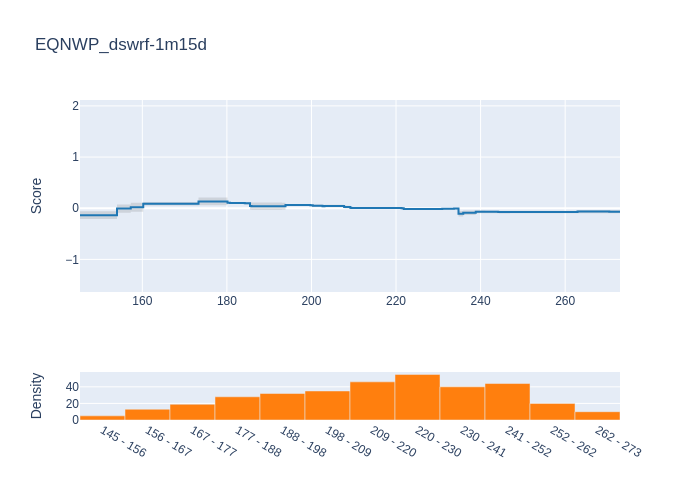 EQNWP_dswrf-1m15d
Score
2
1
0
−1
160
180
200
220
240
260
Density
40
20
0
145 - 156
156 - 167
167 - 177
177 - 188
188 - 198
198 - 209
209 - 220
220 - 230
230 - 241
241 - 252
252 - 262
262 - 273